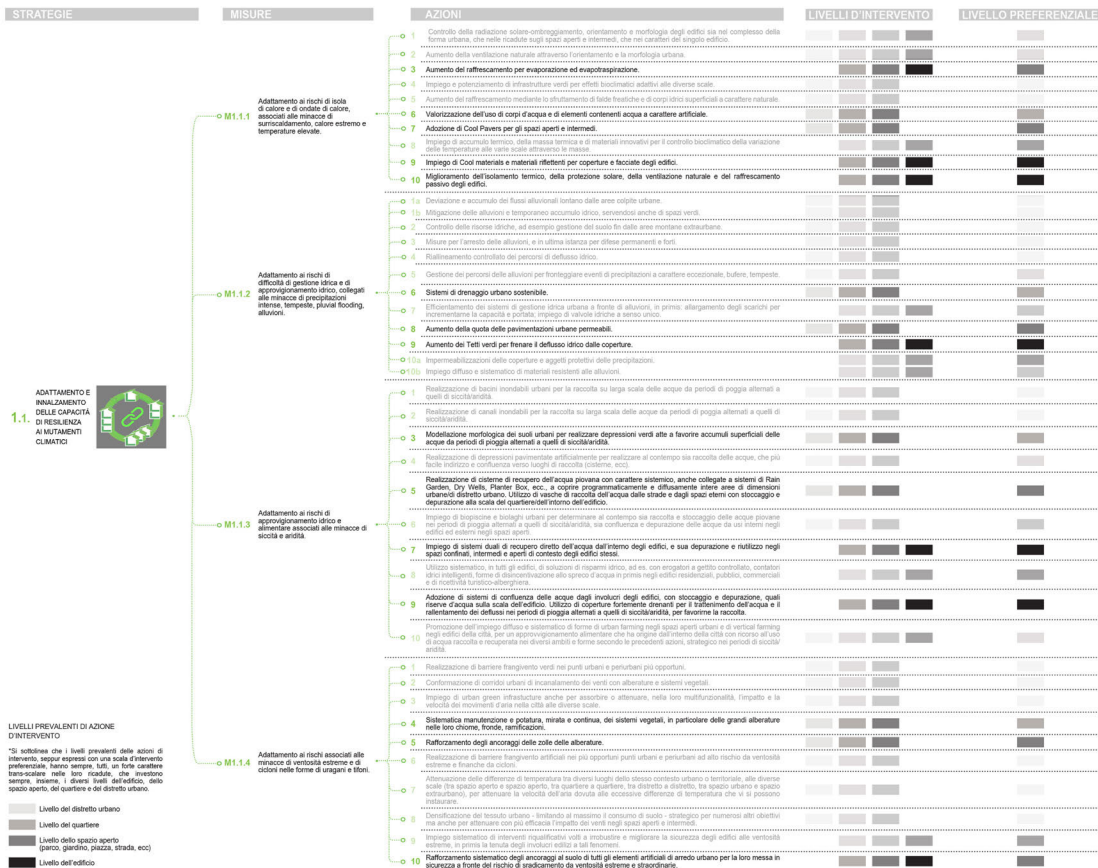 STRATEGIE
MISURE
AZIONI
LIVELLI D'INTERVENTO
LIVELLO PREFERENZIALE
1.1.
ADATTAMENTO E
INNALZAMENTO
DELLE CAPACITÀ
DI RESILIENZA
AI MUTAMENTI
CLIMATICI
M1.1.1
Adattamento ai rischi di isola
di calore e di ondate di calore,
associati alle minacce di
surriscaldamento, calore estremo e
temperature elevate.
1 Controllo della radiazione solare-ombreggiamento, orientamento e morfologia degli edifici sia nel complesso della
forma urbana, che nelle ricadute sugli spazi aperti e intermedi, che nei caratteri del singolo edificio.
2 Aumento della ventilazione naturale attraverso l'orientamento e la morfologia urbana.
3 Aumento del raffrescamento per evaporazione ed evapotraspirazione.
4 Impiego e potenziamento di infrastrutture verdi per effetti bioclimatici adattivi alle diverse scale.
5 Aumento del raffrescamento mediante lo sfruttamento di falde freatiche e di corpi idrici superficiali a carattere naturale.
6 Valorizzazione dell'uso di corpi d'acqua e di elementi contenenti acqua a carattere artificiale.
7 Adozione di Cool Pavers per gli spazi aperti e intermedi.
8 Impiego di accumulo termico, della massa termica e di materiali innovativi per il controllo bioclimatico della variazione
delle temperature alle varie scale attraverso le masse.
9 Impiego di Cool materials e materiali riflettenti per coperture e facciate degli edifici.
10 Miglioramento dell'isolamento termico, della protezione solare, della ventilazione naturale e del raffrescamento
passivo degli edifici.
M1.1.2
Adattamento ai rischi di
difficoltà di gestione idrica e di
approvigionamento idrico, collegati
alle minacce di precipitazioni
intense, tempeste, pluvial flooding,
alluvioni.
1a Deviazione e accumulo dei flussi alluvionali lontano dalle aree colpite urbane.
1b Mitigazione delle alluvioni e temporaneo accumulo idrico, servendosi anche di spazi verdi.
2 Controllo delle risorse idriche, ad esempio gestione del suolo fin dalle aree montane extraurbane.
3 Misure per l'arresto delle alluvioni, e in ultima istanza per difese permanenti e forti.
4 Riallineamento controllato dei percorsi di deflusso idrico.
5 Gestione dei percorsi delle alluvioni per fronteggiare eventi di precipitazioni a carattere eccezionale, bufere, tempeste.
6 Sistemi di drenaggio urbano sostenibile.
7 Efficientamento dei sistemi di gestione idrica urbana a fronte di alluvioni, in primis: allargamento degli scarichi per
incrementarne la capacità e portata; impiego di valvole idriche a senso unico.
8 Aumento della quota delle pavimentazioni urbane permeabili.
9 Aumento dei Tetti verdi per frenare il deflusso idrico dalle coperture.
10a Impermeabilizzazioni delle coperture e aggetti protettivi delle precipitazioni.
10b Impiego diffuso e sistematico di materiali resistenti alle alluvioni.
M1.1.3
Adattamento ai rischi di
approvigionamento idrico e
alimentare associati alle minacce di
siccità e aridità.
1 Realizzazione di bacini inondabili urbani per la raccolta su larga scala delle acque da periodi di poggia alternati a
quelli di siccità/aridità.
2 Realizzazione di canali inondabili per la raccolta su larga scala delle acque da periodi di poggia alternati a quelli di
siccità/aridità.
3 Modellazione morfologica dei suoli urbani per realizzare depressioni verdi atte a favorire accumuli superficiali delle
acque da periodi di pioggia alternati a quelli di siccità/aridità.
4 Realizzazione di depressioni pavimentate artificialmente per realizzare al contempo sia raccolta delle acque, che più
facile indirizzo e confluenza verso luoghi di raccolta (cisterne, ecc).
5 Realizzazione di cisterne di recupero dell'acqua piovana con carattere sistemico, anche collegate a sistemi di Rain
Garden, Dry Wells, Planter Box, ecc., a coprire programmaticamente e diffusamente intere aree di dimensioni
urbane/di distretto urbano. Utilizzo di vasche di raccolta dell'acqua dalle strade e dagli spazi eterni con stoccaggio e
depurazione alla scala del quartiere/dell'intorno dell'edificio.
6 Impiego di biopiscine e biolaghi urbani per determinare al contempo sia raccolta e stoccaggio delle acque piovane
nei periodi di pioggia alternati a quelli di siccità/aridità, sia confluenza e depurazione delle acque da usi interni negli
edifici ed esterni negli spazi aperti.
7 Impiego di sistemi duali di recupero diretto dell'acqua dall'interno degli edifici, e sua depurazione e riutilizzo negli
spazi confinati, intermedi e aperti di contesto degli edifici stessi.
8 Utilizzo sistematico, in tutti gli edifici, di soluzioni di risparmi idrico, ad es. con erogatori a gettito controllato, contatori
idrici intelligenti, forme di disincentivazione allo spreco d'acqua in primis negli edifici residenziali, pubblici, commerciali
e di ricettività turistico-alberghiera.
9 Adozione di sistemi di confluenza delle acque dagli involucri degli edifici, con stoccaggio e depurazione, quali
riserve d'acqua sulla scala dell'edificio. Utilizzo di coperture fortemente drenanti per il trattenimento dell'acqua e il
rallentamento dei deflussi nei periodi di pioggia alternati a quelli di siccità/aridità, per favorirne la raccolta.
10 Promozione dell'impiego diffuso e sistematico di forme di urban farming negli spazi aperti urbani e di vertical farming
negli edifici della città, per un approvvigionamento alimentare che ha origine dall'interno della città con ricorso all'uso
di acqua raccolta e recuperata nei diversi ambiti e forme secondo le precedenti azioni, strategico nei periodi di siccità/
aridità.
M1.1.4
Adattamento ai rischi associati alle
minacce di ventosità estreme e di
cicloni nelle forme di uragani e tifoni.
1 Realizzazione di barriere frangivento verdi nei punti urbani e periurbani più opportuni.
2 Conformazione di corridoi urbani di incanalamento dei venti con alberature e sistemi vegetali.
3 Impiego di urban green infrastucture anche per assorbire o attenuare, nella loro multifunzionalità, l'impatto e la
velocità dei movimenti d'aria nella città alle diverse scale.
4 Sistematica manutenzione e potatura, mirata e continua, dei sistemi vegetali, in particolare delle grandi alberature
nelle loro chiome, fronde, ramificazioni.
5 Rafforzamento degli ancoraggi delle zolle delle alberature.
6 Realizzazione di barriere frangivento artificiali nei più opportuni punti urbani e periurbani ad alto rischio da ventosità
estreme e finanche da cicloni.
7 Attenuazione delle differenze di temperatura tra diversi luoghi dello stesso contesto urbano o territoriale, alle diverse
scale (tra spazio aperto e spazio aperto, tra quartiere a quartiere, tra distretto a distretto, tra spazio urbano e spazio
extraurbano), per attenuare la velocità dell'aria dovuta alle eccessive differenze di temperatura che vi si possono
instaurare.
8 Densificazione del tessuto urbano - limitando al massimo il consumo di suolo - strategico per numerosi altri obiettivi
ma anche per attenuare con più efficacia l'impatto dei venti negli spazi aperti e intermedi.
9 Impiego sistematico di interventi riqualificativi volti a irrobustire e migliorare la sicurezza degli edifici alle ventosità
estreme, in primis la tenuta degli involucri edilizi a tali fenomeni.
10 Rafforzamento sistematico degli ancoraggi al suolo di tutti gli elementi artificiali di arredo urbano per la loro messa in
sicurezza a fronte del rischio di sradicamento da ventosità estreme e straordinarie.
LIVELLI PREVALENTI DI AZIONE
D'INTERVENTO
"Si sottolinea che i livelli prevalenti delle azioni di
intervento, seppur espressi con una scala d'intervento
preferenziale, hanno sempre, tutti, un forte carattere
trans-scalare nelle loro ricadute, che investono
sempre, insieme, i diversi livelli dell'edificio, dello
spazio aperto, del quartiere e del distretto urbano.
Livello del distretto urbano
Livello del quartiere
Livello dello spazio aperto
(parco, giardino, piazza, strada, ecc)
Livello dell'edificio